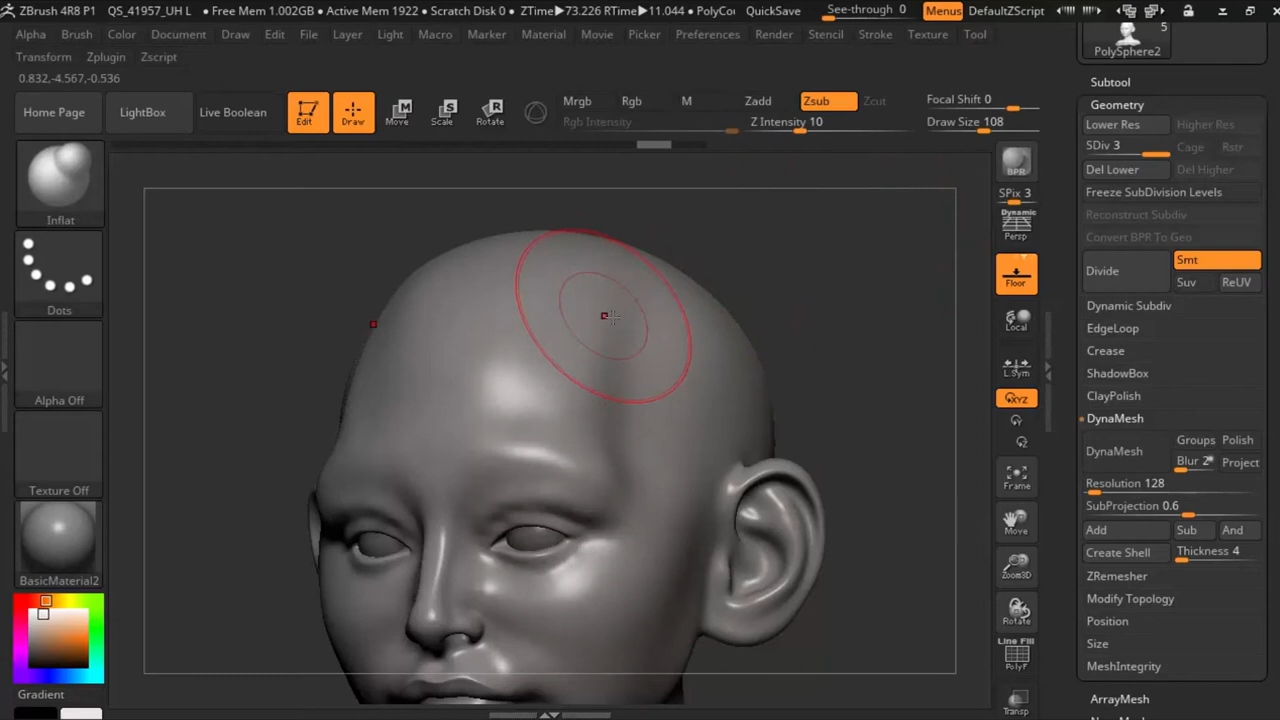 ZBrush 4R8 P1 QS_41957_UH L • Free Mem 1.002GB • Active Mem 1922 • Scratch Disk 0 • ZTime▶73.226 RTime▶11.044 • PolyCou QuickSave See-through 0 Menus DefaultZScript
Alpha Brush Color Document Draw Edit File Layer Light Macro Marker Material Movie Picker Preferences Render Stencil Stroke Texture Tool
Transform Zplugin Zscript
0.832,-4.567,-0.536
Home Page LightBox Live Boolean Edit Draw Move Scale Rotate
M S R
Mrgb Rgb M Zadd Zsub Zcut Focal Shift 0
Rgb Intensity Z Intensity 10 Draw Size 108
Inflat
Dots
Alpha Off
Texture Off
BasicMaterial2
Gradient
BPR
SPix 3
Dynamic
Persp
Floor
Local
L.Sym
XYZ
Frame
Move
Zoom3D
Rotate
Line Fill
PolyF
Transp
5
PolySphere2
Subtool
Geometry
Lower Res Higher Res
SDiv 3 Cage Rstr
Del Lower Del Higher
Freeze SubDivision Levels
Reconstruct Subdiv
Convert BPR To Geo
Divide Smt
Suv ReUV
Dynamic Subdiv
EdgeLoop
Crease
ShadowBox
ClayPolish
DynaMesh
DynaMesh Groups Polish
Blur 2 Project
Resolution 128
SubProjection 0.6
Add Sub And
Create Shell Thickness 4
ZRemesher
Modify Topology
Position
Size
MeshIntegrity
ArrayMesh